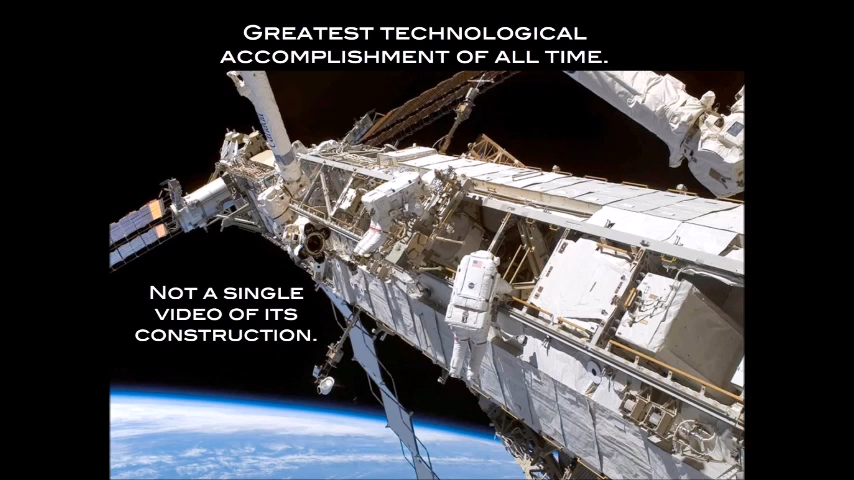 Greatest technological
accomplishment of all time.
Not a single
video of its
construction.